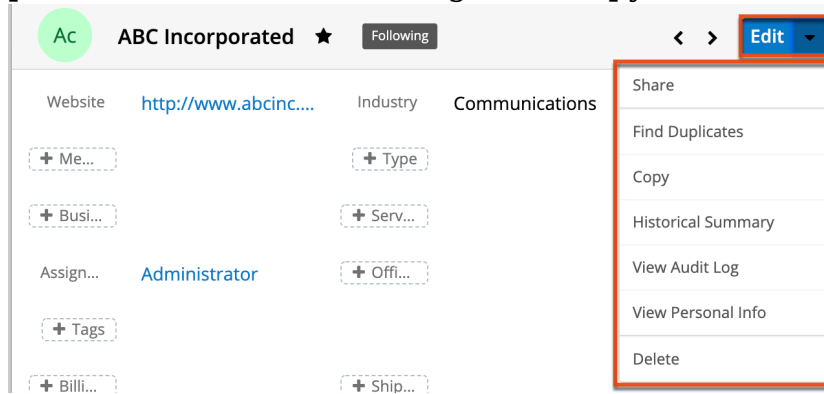 Ac ABC Incorporated Following Edit
Share
Website http://www.abcinc.... Industry Communications
Find Duplicates
+ Me... + Type
Copy
+ Busi... + Serv...
Historical Summary
Assign... Administrator + Offi...
View Audit Log
View Personal Info
+ Tags
Delete
+ Billi... + Ship...